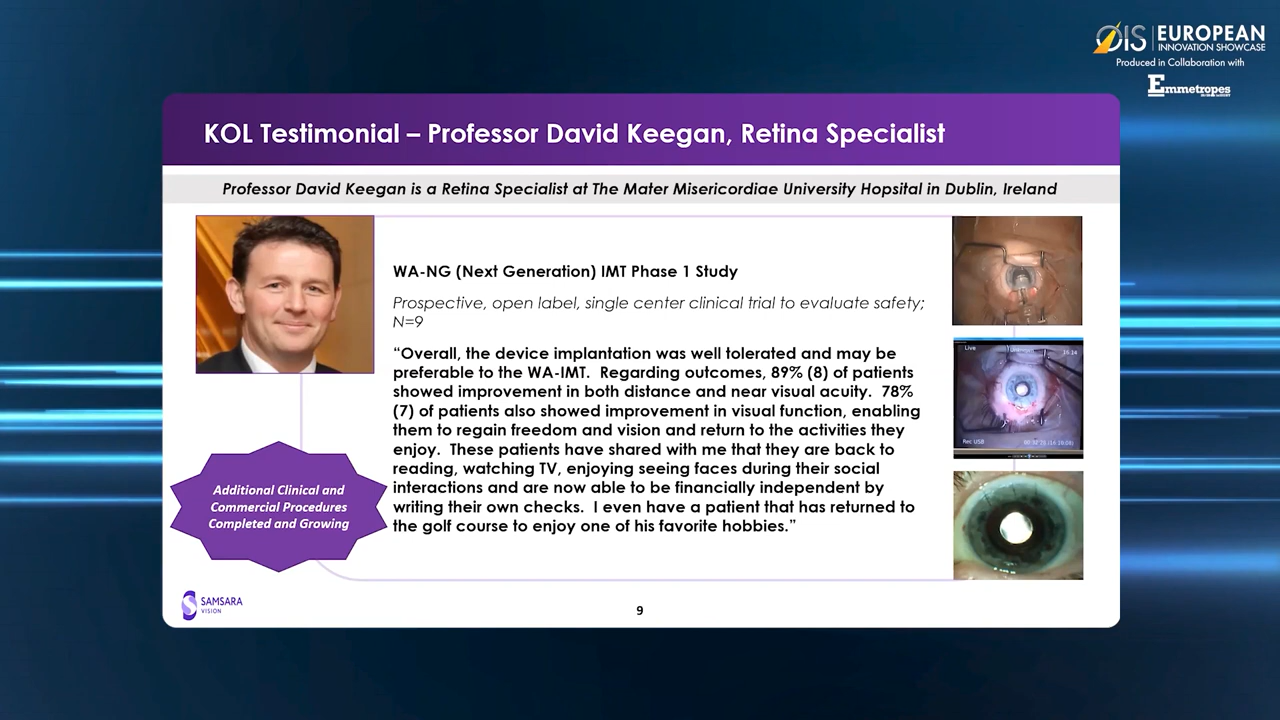 OIS EUROPEAN
INNOVATION SHOWCASE
Produced in Collaboration with
Emmetropes
KOL Testimonial – Professor David Keegan, Retina Specialist
Professor David Keegan is a Retina Specialist at The Mater Misericordiae University Hopsital in Dublin, Ireland
WA-NG (Next Generation) IMT Phase 1 Study
Prospective, open label, single center clinical trial to evaluate safety;
N=9
“Overall, the device implantation was well tolerated and may be
preferable to the WA-IMT. Regarding outcomes, 89% (8) of patients
showed improvement in both distance and near visual acuity. 78%
(7) of patients also showed improvement in visual function, enabling
them to regain freedom and vision and return to the activities they
enjoy. These patients have shared with me that they are back to
reading, watching TV, enjoying seeing faces during their social
interactions and are now able to be financially independent by
writing their own checks. I even have a patient that has returned to
the golf course to enjoy one of his favorite hobbies.”
Additional Clinical and
Commercial Procedures
Completed and Growing
Live
15:14
Rec USB
SAMSARA
VISION
9